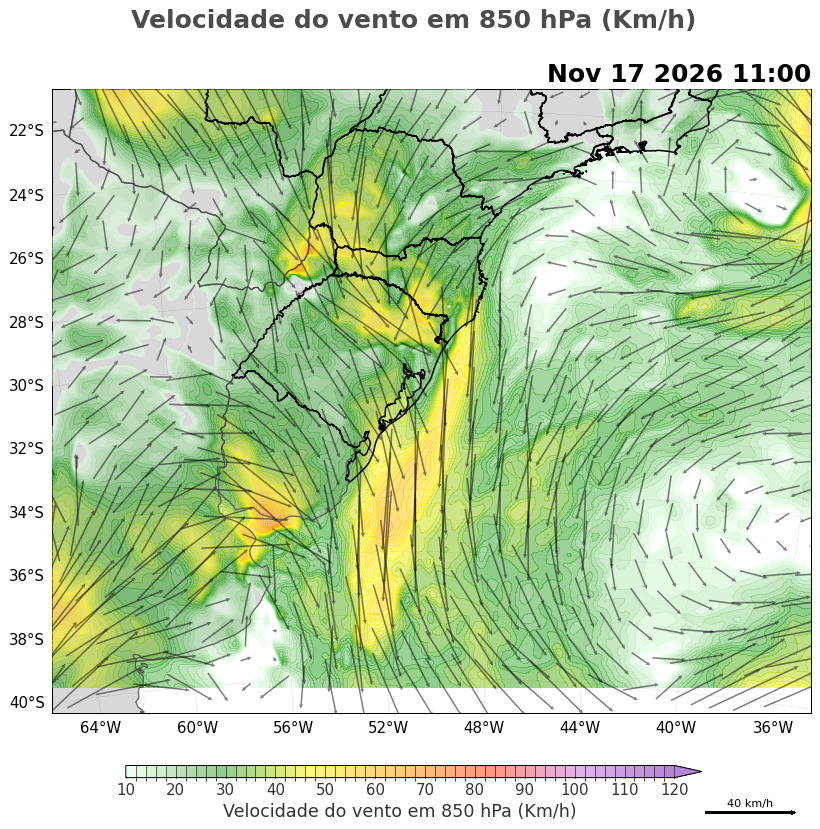 Velocidade do vento em 850 hPa (Km/h)
Nov 17 2026 11:00
22°S
24°S
26°S
28°S
30°S
32°S
34°S
36°S
38°S
40°S
64°W 60°W 56°W 52°W 48°W 44°W 40°W 36°W
10 20 30 40 50 60 70 80 90 100 110 120
Velocidade do vento em 850 hPa (Km/h)
40 km/h